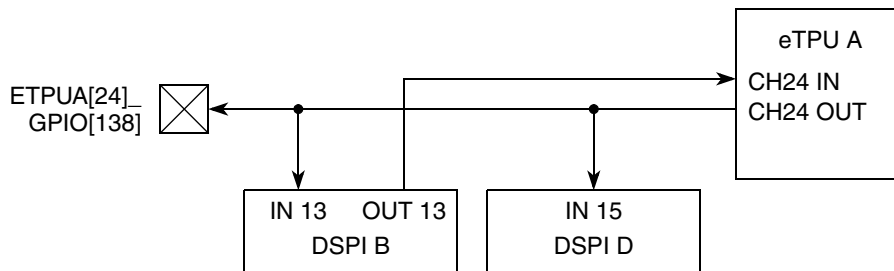 eTPU A
ETPUA[24]_
GPIO[138]
CH24 IN
CH24 OUT
IN 13 OUT 13
DSPI B
IN 15
DSPI D